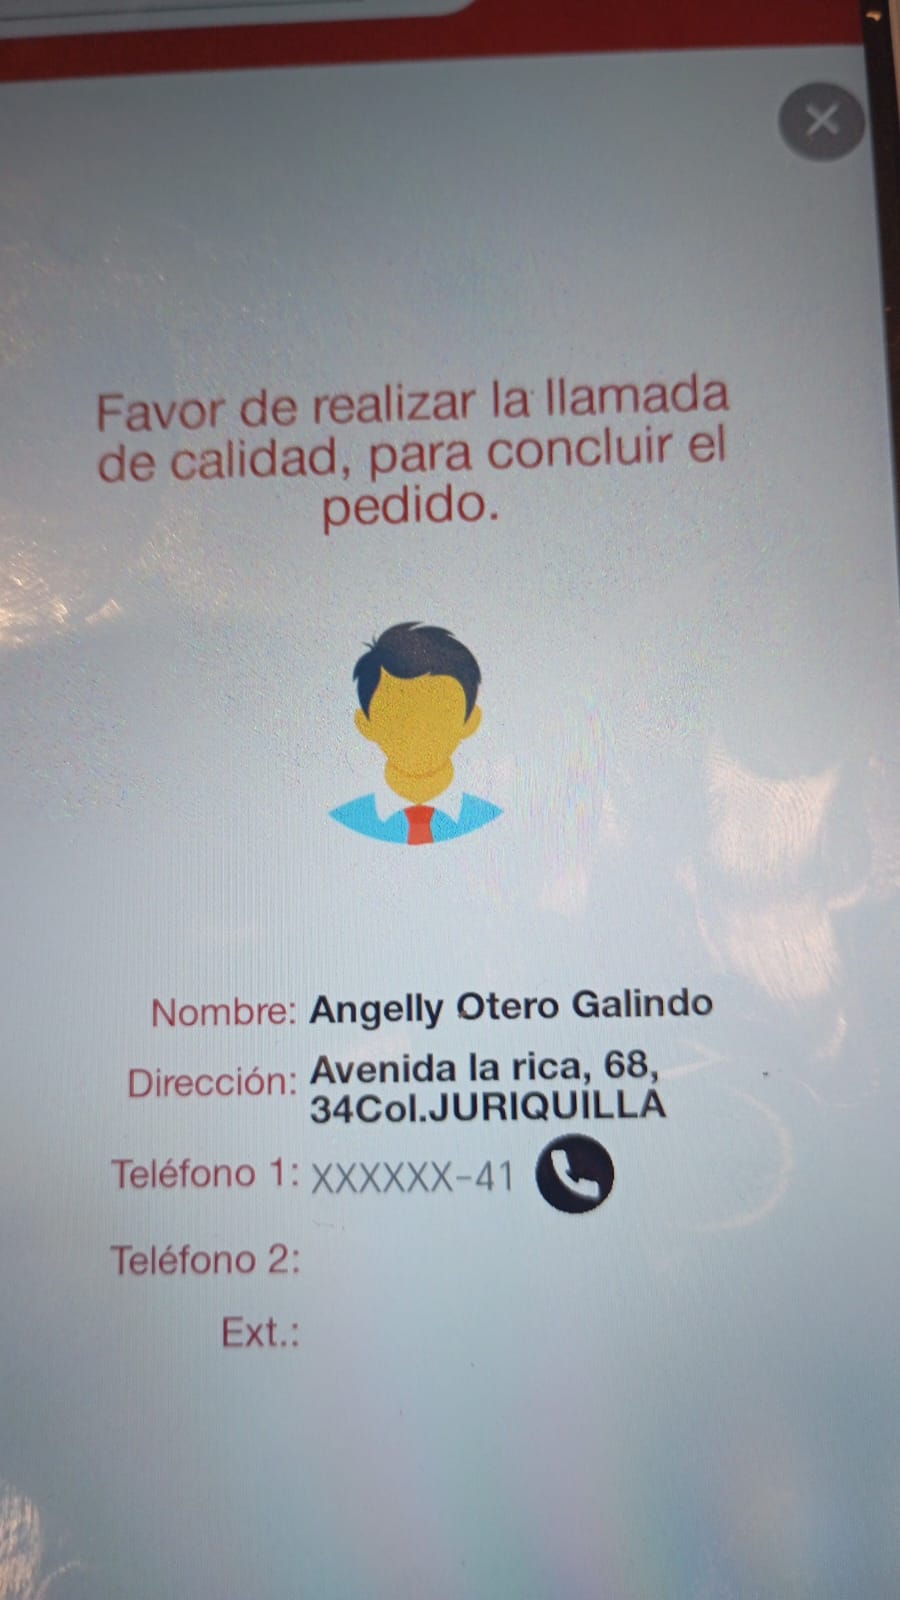 Favor de realizar la llamada
de calidad, para concluir el
pedido.
Nombre: Angelly Otero Galindo
Dirección: Avenida la rica, 68,
34Col.JURIQUILLA
Teléfono 1: XXXXXX-41
Teléfono 2:
Ext.: